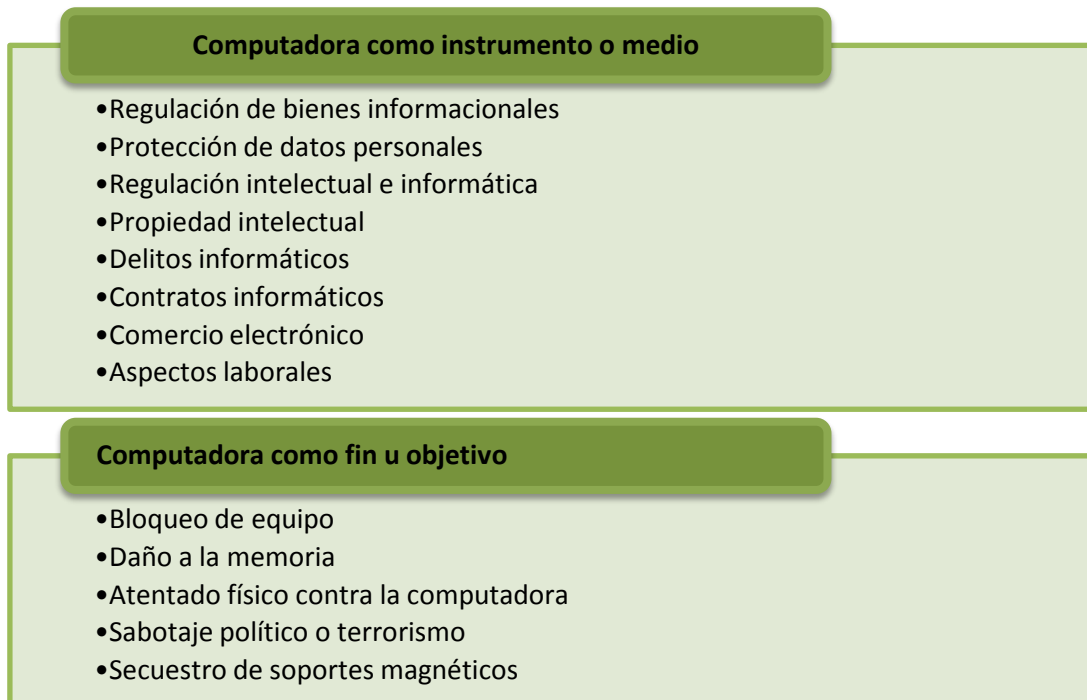 Computadora como instrumento o medio
•Regulación de bienes informacionales
•Protección de datos personales
•Regulación intelectual e informática
•Propiedad intelectual
•Delitos informáticos
•Contratos informáticos
•Comercio electrónico
•Aspectos laborales
Computadora como fin u objetivo
•Bloqueo de equipo
•Daño a la memoria
•Atentado físico contra la computadora
•Sabotaje político o terrorismo
•Secuestro de soportes magnéticos